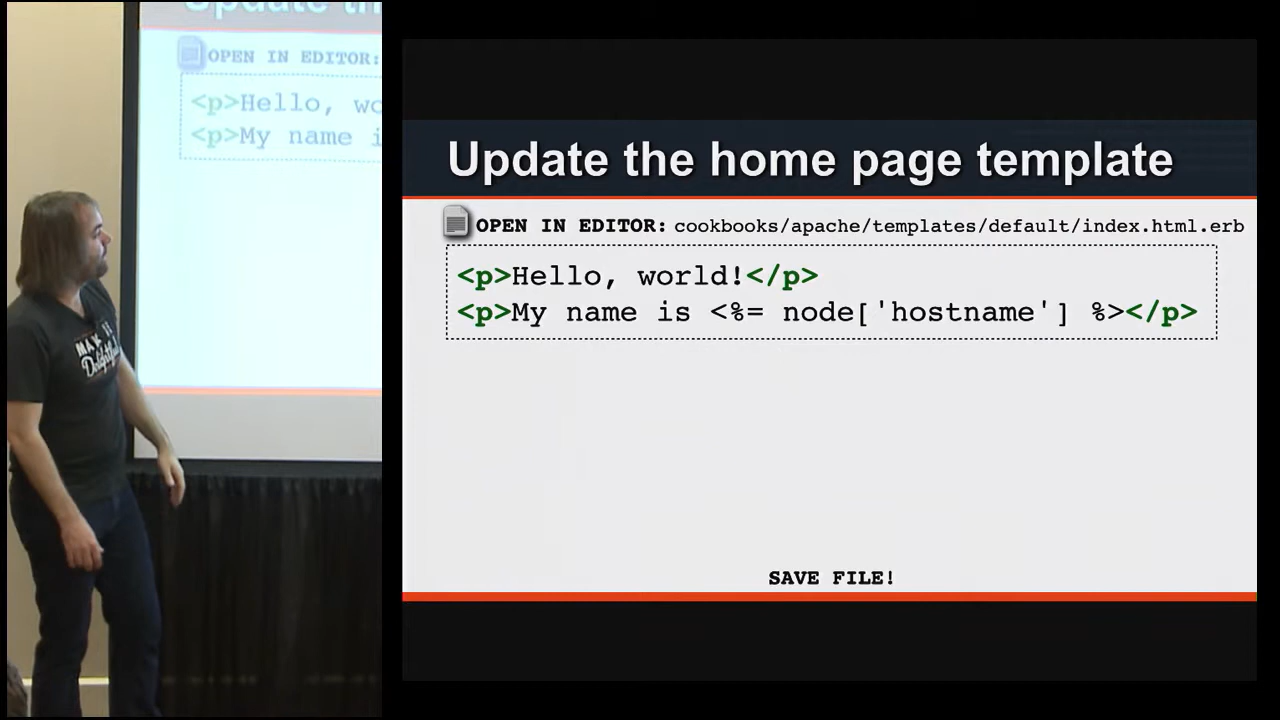 OPEN IN EDITOR:
<p>Hello, wo
<p>My name i
Delightful
Update the home page template
OPEN IN EDITOR: cookbooks/apache/templates/default/index.html.erb
<p>Hello, world!</p>
<p>My name is <%= node['hostname'] %></p>
SAVE FILE!